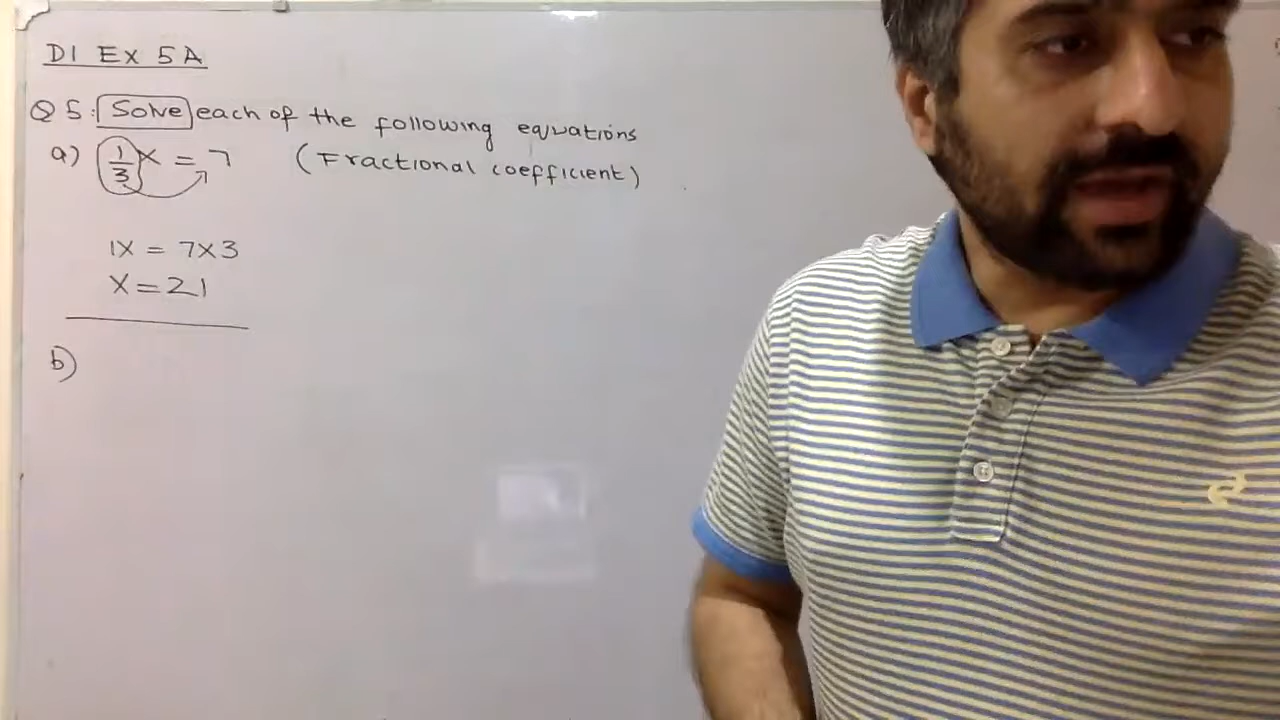 D1 Ex 5A
Q5: Solve each of the following equations
a) 1/3 x = 7 (Fractional coefficient)
1x = 7x3
x = 21
b)